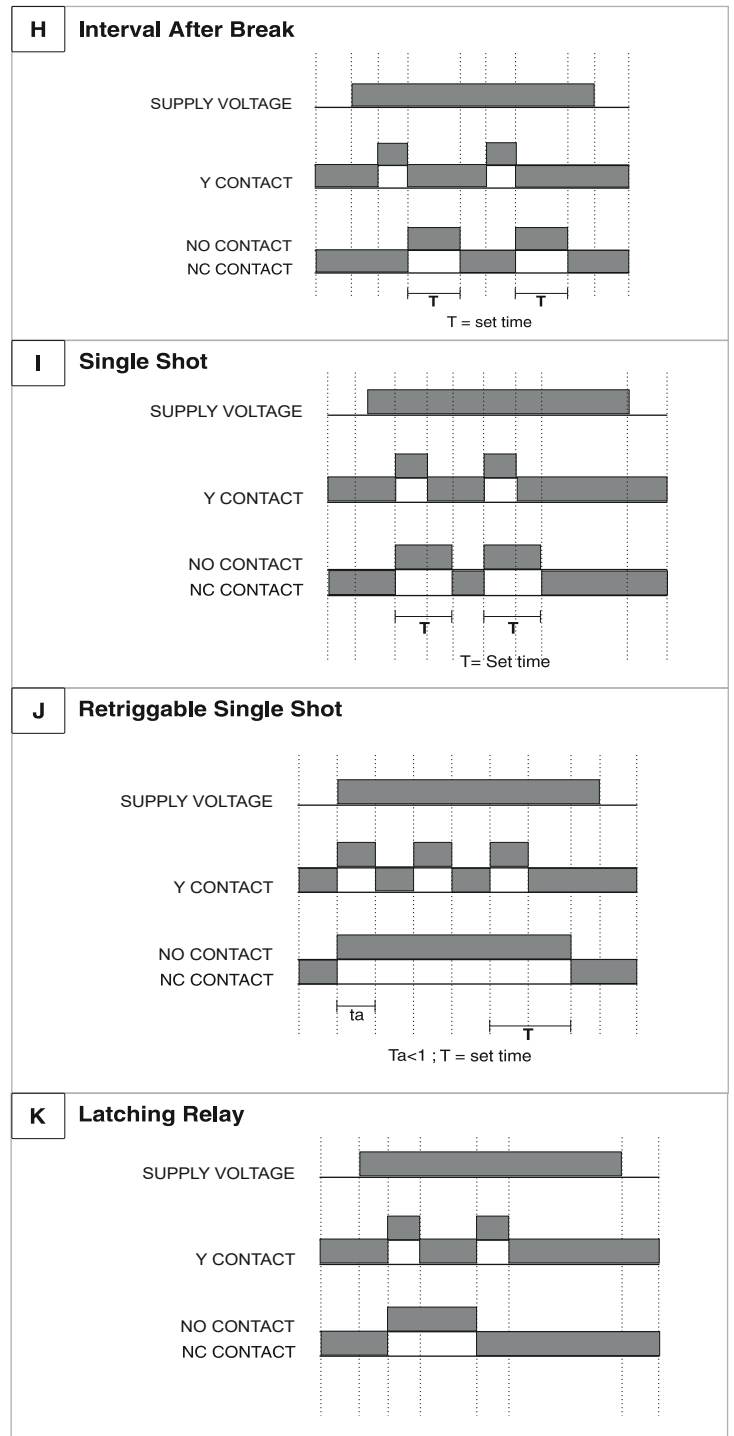 H Interval After Break
SUPPLY VOLTAGE
Y CONTACT
NO CONTACT
NC CONTACT
T T
T = set time
I Single Shot
SUPPLY VOLTAGE
Y CONTACT
NO CONTACT
NC CONTACT
T T
T= Set time
J Retriggable Single Shot
SUPPLY VOLTAGE
Y CONTACT
NO CONTACT
NC CONTACT
ta T
Ta<1 ; T = set time
K Latching Relay
SUPPLY VOLTAGE
Y CONTACT
NO CONTACT
NC CONTACT